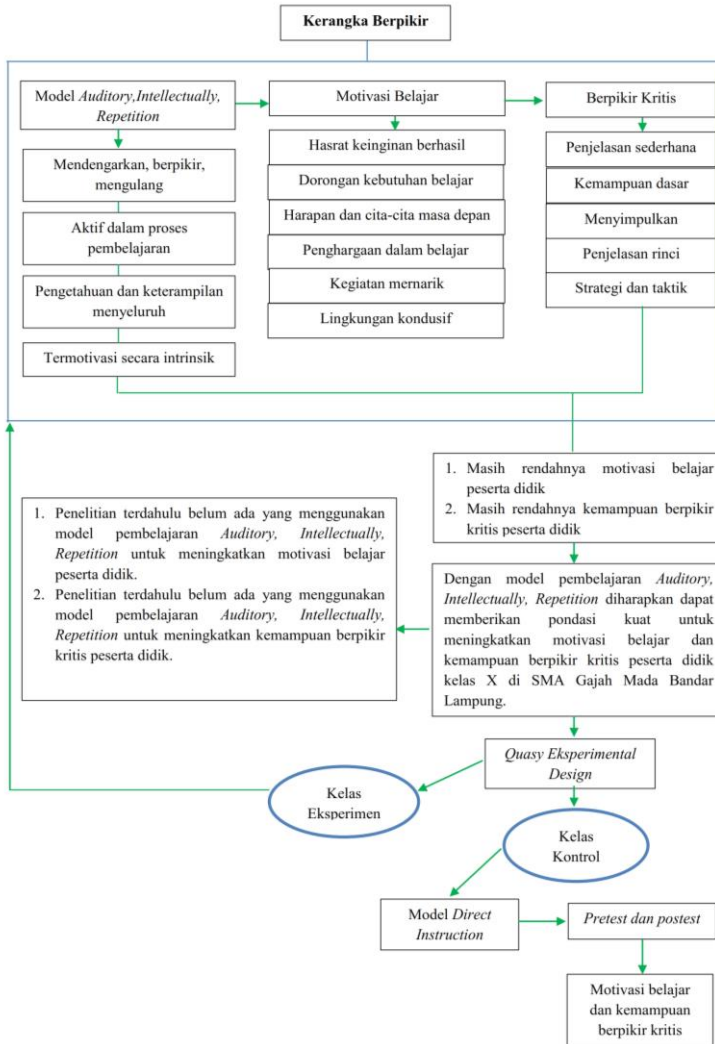 Kerangka Berpikir
Model Auditory,Intellectually,
Repetition
Mendengarkan, berpikir,
mengulang
Aktif dalam proses
pembelajaran
Pengetahuan dan keterampilan
menyeluruh
Termotivasi secara intrinsik
Motivasi Belajar
Hasrat keinginan berhasil
Dorongan kebutuhan belajar
Harapan dan cita-cita masa depan
Penghargaan dalam belajar
Kegiatan mernarik
Lingkungan kondusif
Berpikir Kritis
Penjelasan sederhana
Kemampuan dasar
Menyimpulkan
Penjelasan rinci
Strategi dan taktik
1. Masih rendahnya motivasi belajar
peserta didik
2. Masih rendahnya kemampuan berpikir
kritis peserta didik
Dengan model pembelajaran Auditory,
Intellectually, Repetition diharapkan dapat
memberikan pondasi kuat untuk
meningkatkan motivasi belajar dan
kemampuan berpikir kritis peserta didik
kelas X di SMA Gajah Mada Bandar
Lampung.
1. Penelitian terdahulu belum ada yang menggunakan
model pembelajaran Auditory, Intellectually,
Repetition untuk meningkatkan motivasi belajar
peserta didik.
2. Penelitian terdahulu belum ada yang menggunakan
model pembelajaran Auditory, Intellectually,
Repetition untuk meningkatkan kemampuan berpikir
kritis peserta didik.
Quasy Eksperimental
Design
Kelas
Eksperimen
Kelas
Kontrol
Model Direct
Instruction
Pretest dan postest
Motivasi belajar
dan kemampuan
berpikir kritis